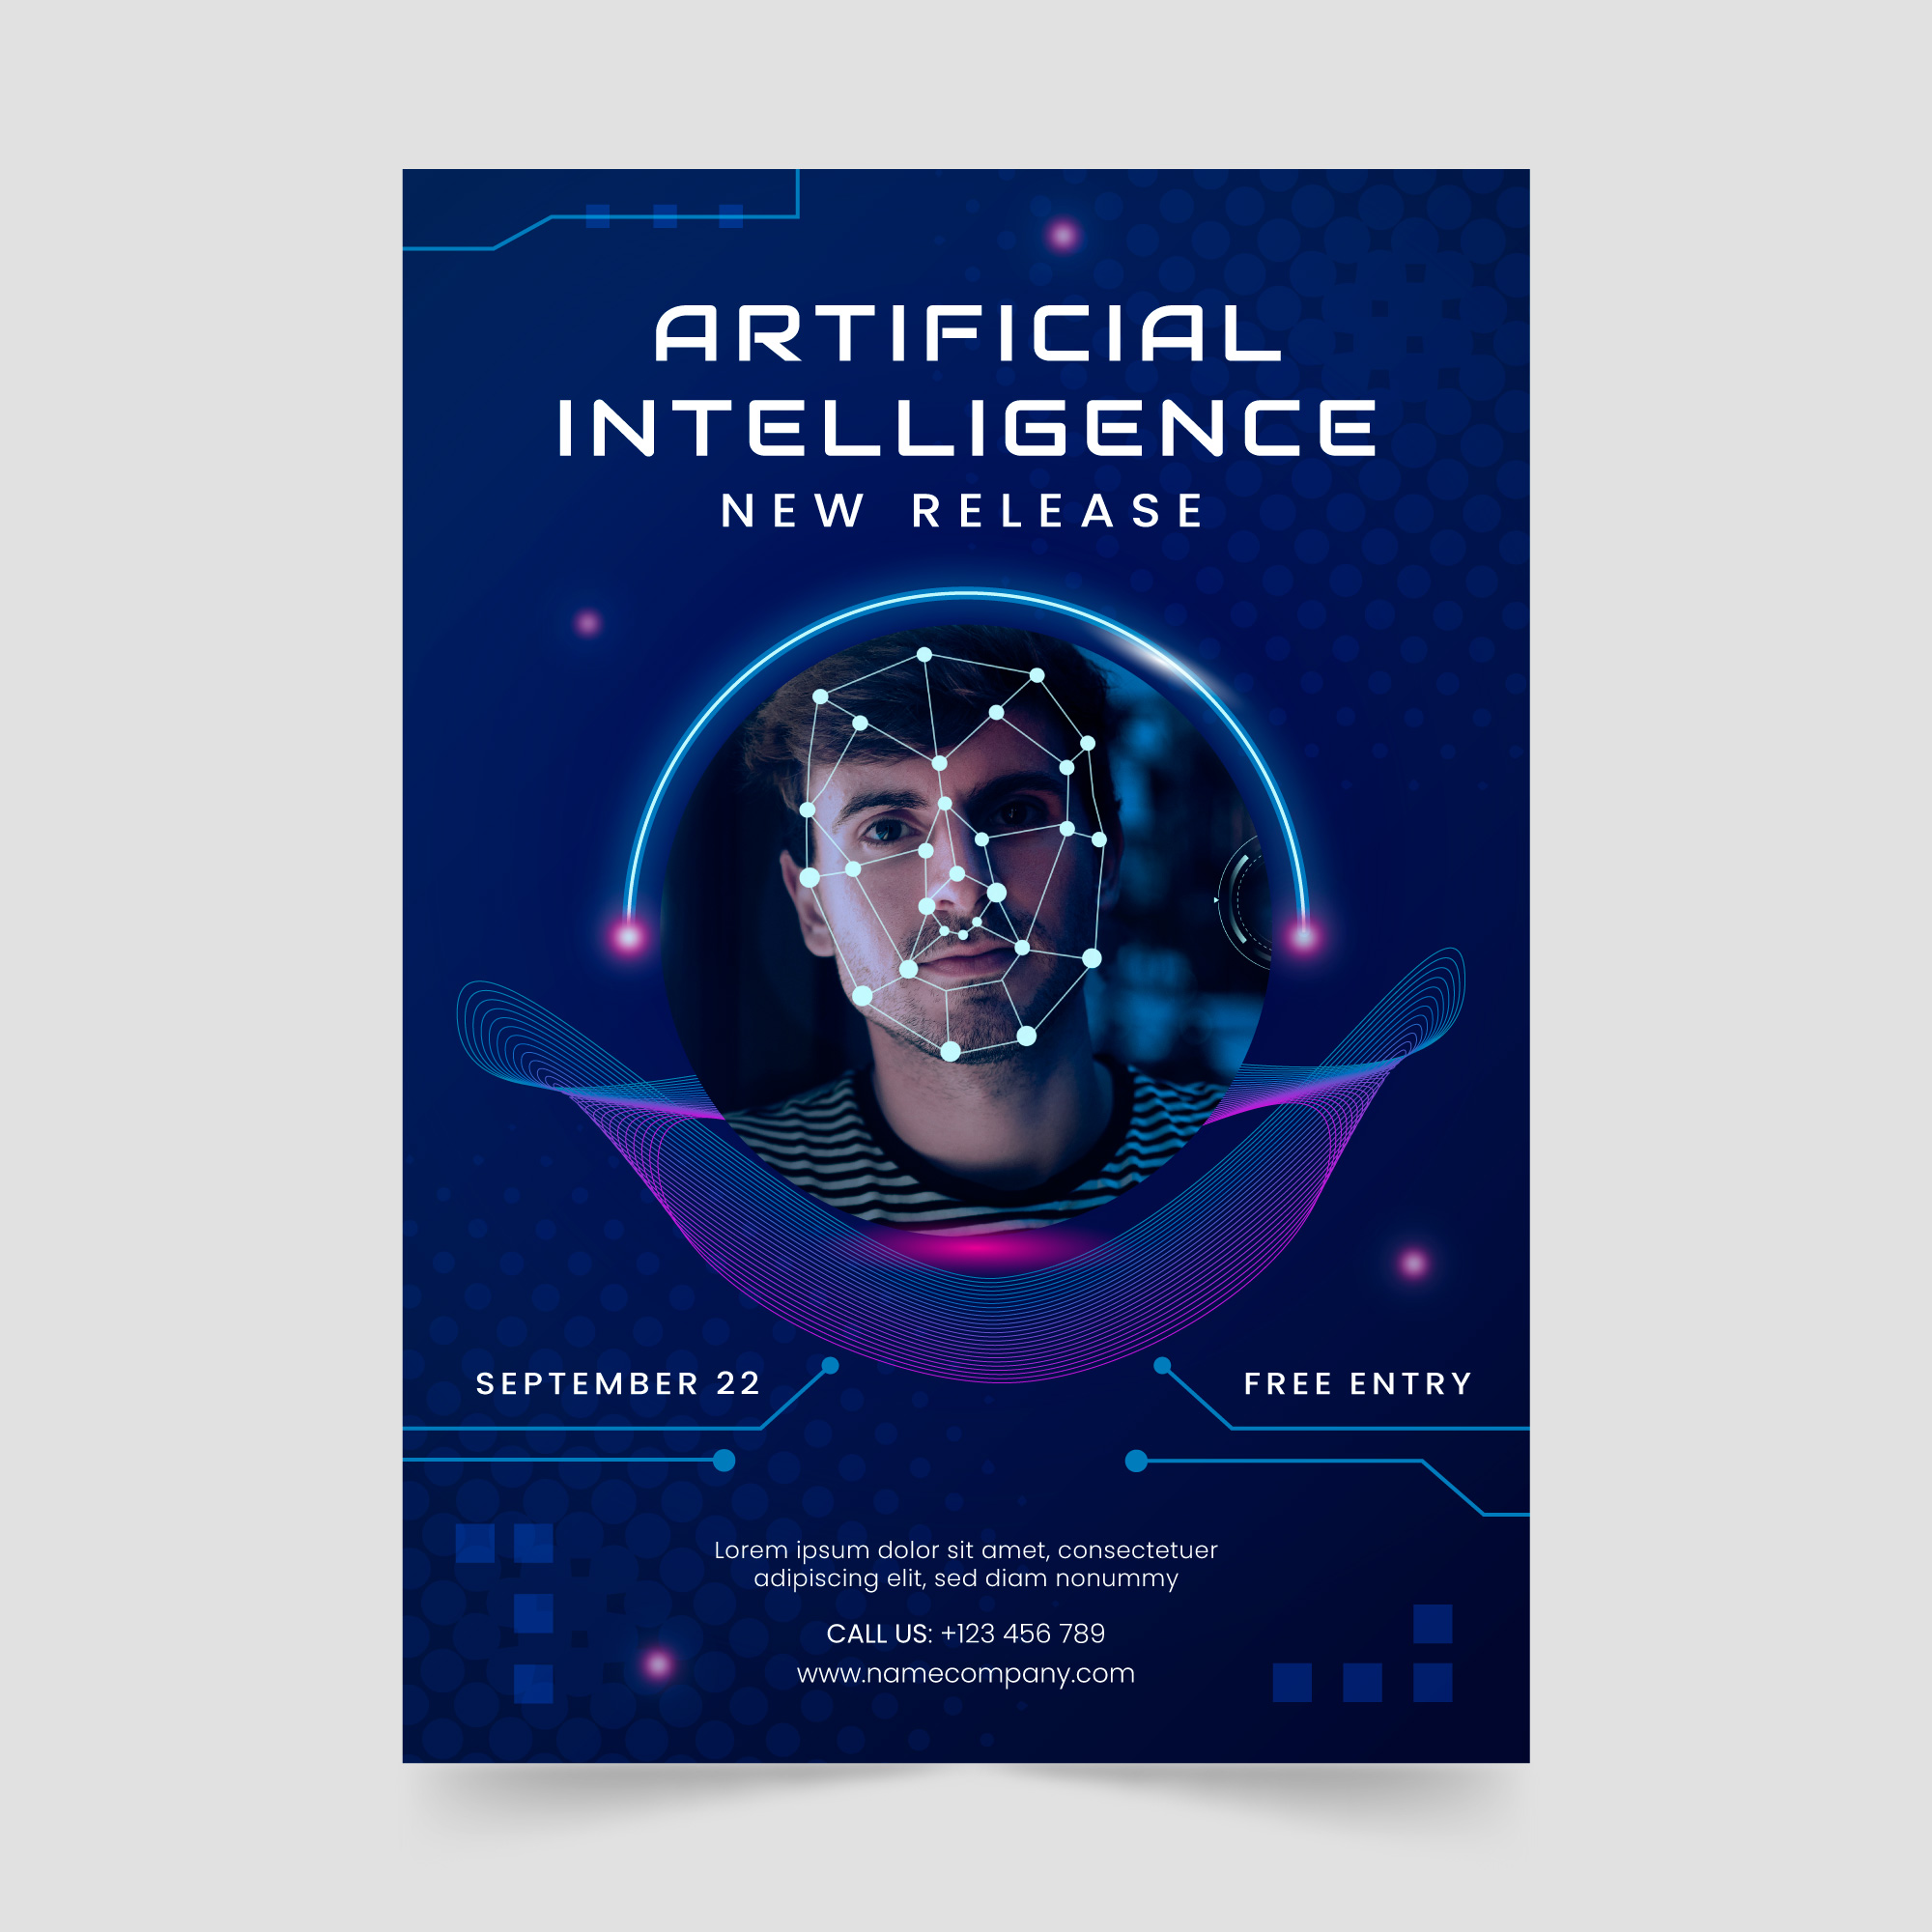 ARTIFICIAL
INTELLIGENCE
NEW RELEASE
SEPTEMBER 22
FREE ENTRY
Lorem ipsum dolor sit amet, consectetuer
adipiscing elit, sed diam nonummy
CALL US: +123 456 789
www.namecompany.com